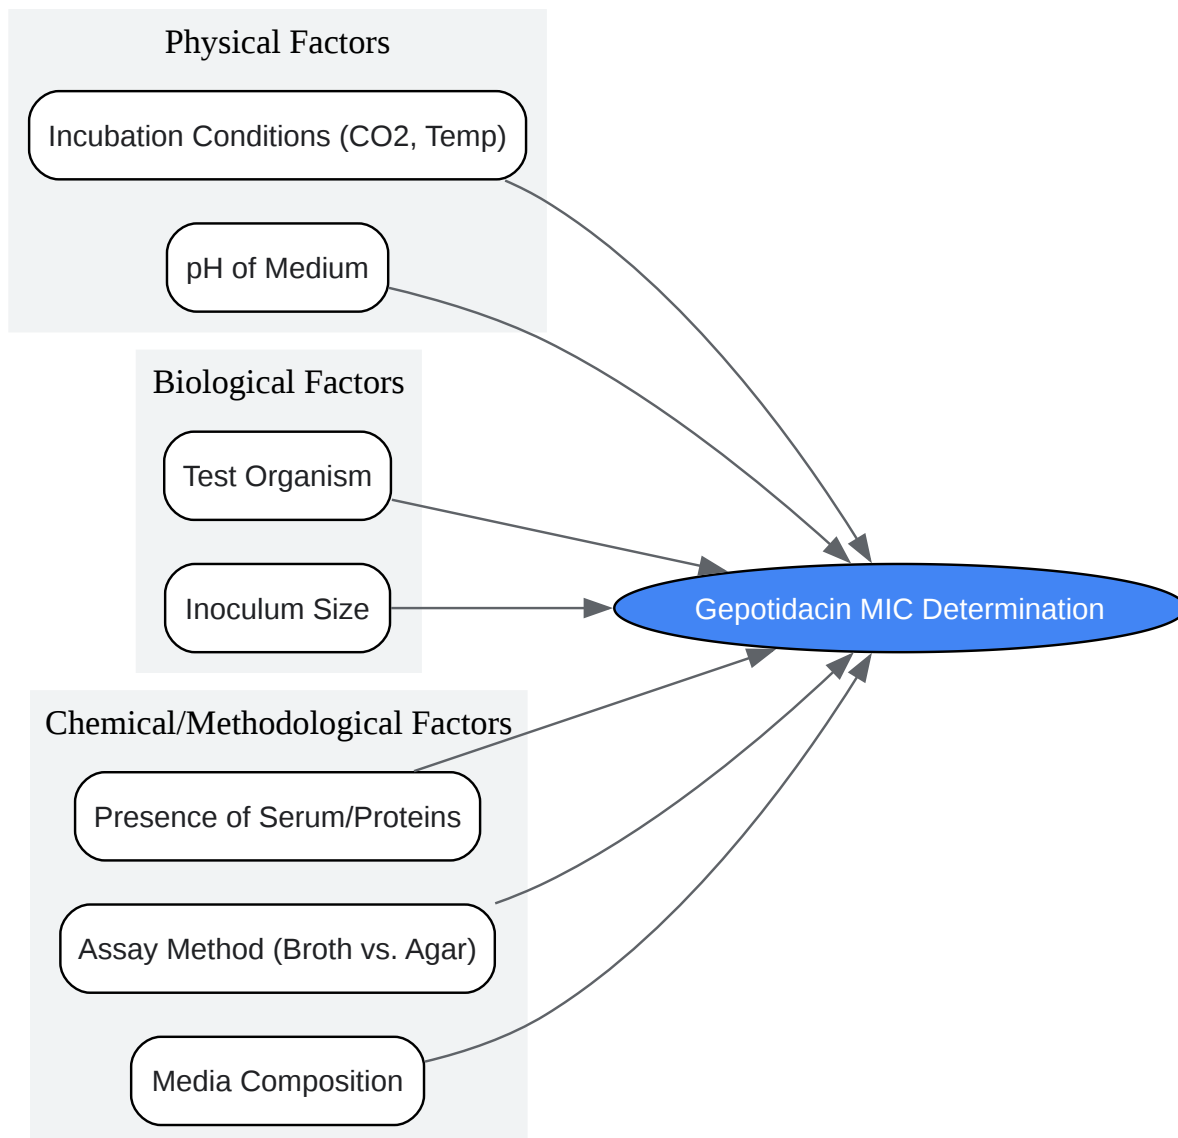 Physical Factors
Incubation Conditions (CO2, Temp)
pH of Medium
Biological Factors
Test Organism
Inoculum Size
Gepotidacin MIC Determination
Chemical/Methodological Factors
Presence of Serum/Proteins
Assay Method (Broth vs. Agar)
Media Composition